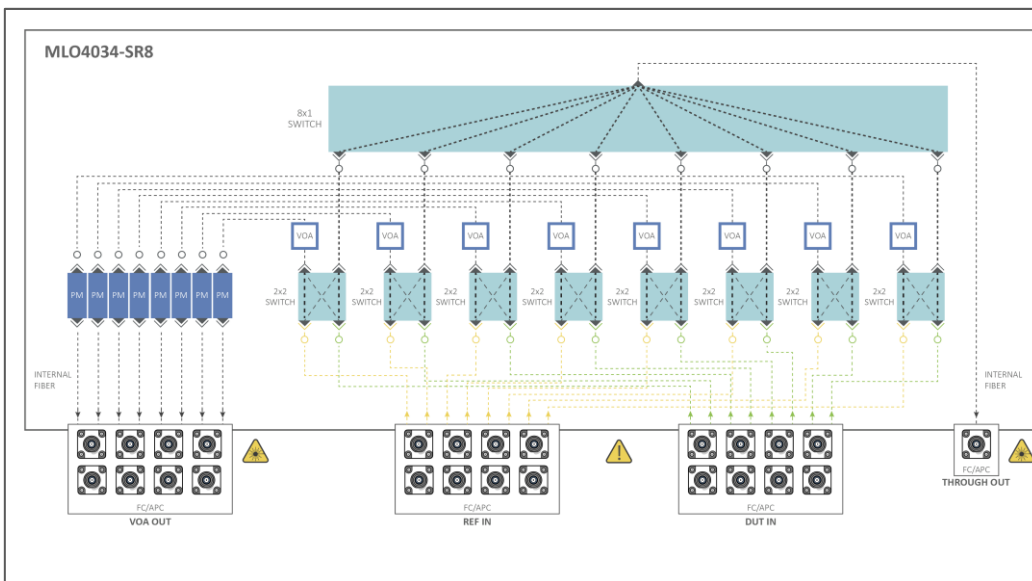 MLO4034-SR8
8x1
SWITCH
VOA VOA VOA VOA VOA VOA VOA VOA
PM PM PM PM PM PM PM PM
2x2
SWITCH
2x2
SWITCH
2x2
SWITCH
2x2
SWITCH
2x2
SWITCH
2x2
SWITCH
2x2
SWITCH
2x2
SWITCH
INTERNAL
FIBER
INTERNAL
FIBER
FC/APC
VOA OUT
FC/APC
REF IN
FC/APC
DUT IN
FC/APC
THROUGH OUT